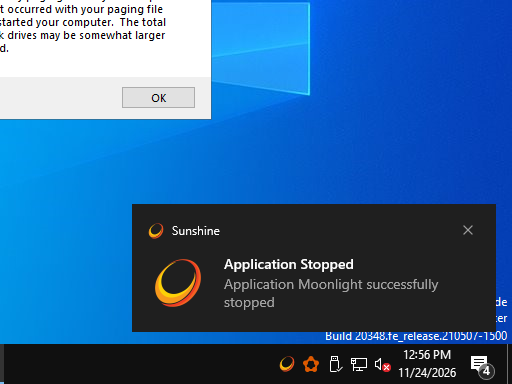 t occurred with your paging file
started your computer. The total
k drives may be somewhat larger
d.
OK
Sunshine
Application Stopped
Application Moonlight successfully
stopped
de
ter
Build 20348.fe_release.210507-1500
12:56 PM
11/24/2026
4